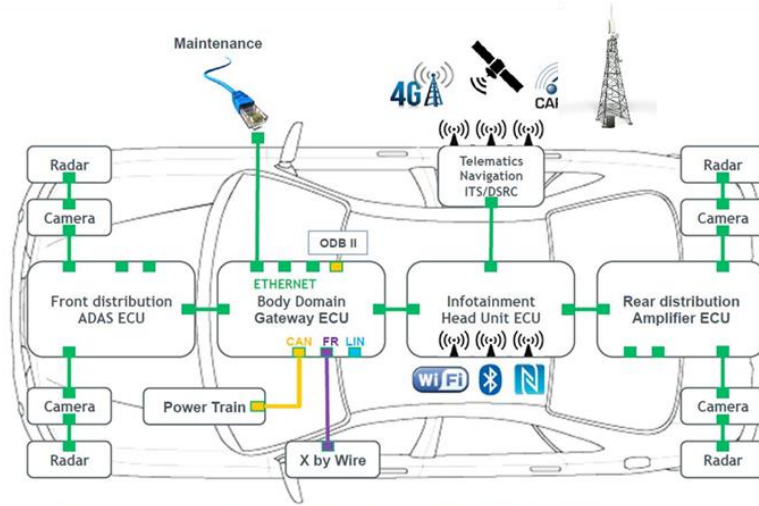 Maintenance
4G
CAR
Radar
Telematics
Navigation
ITS/DSRC
Radar
Camera
Camera
ODB II
ETHERNET
Front distribution
ADAS ECU
Body Domain
Gateway ECU
Infotainment
Head Unit ECU
Rear distribution
Amplifier ECU
CAN
FR
LIN
WiFi
N
Camera
Power Train
Camera
Radar
X by Wire
Radar